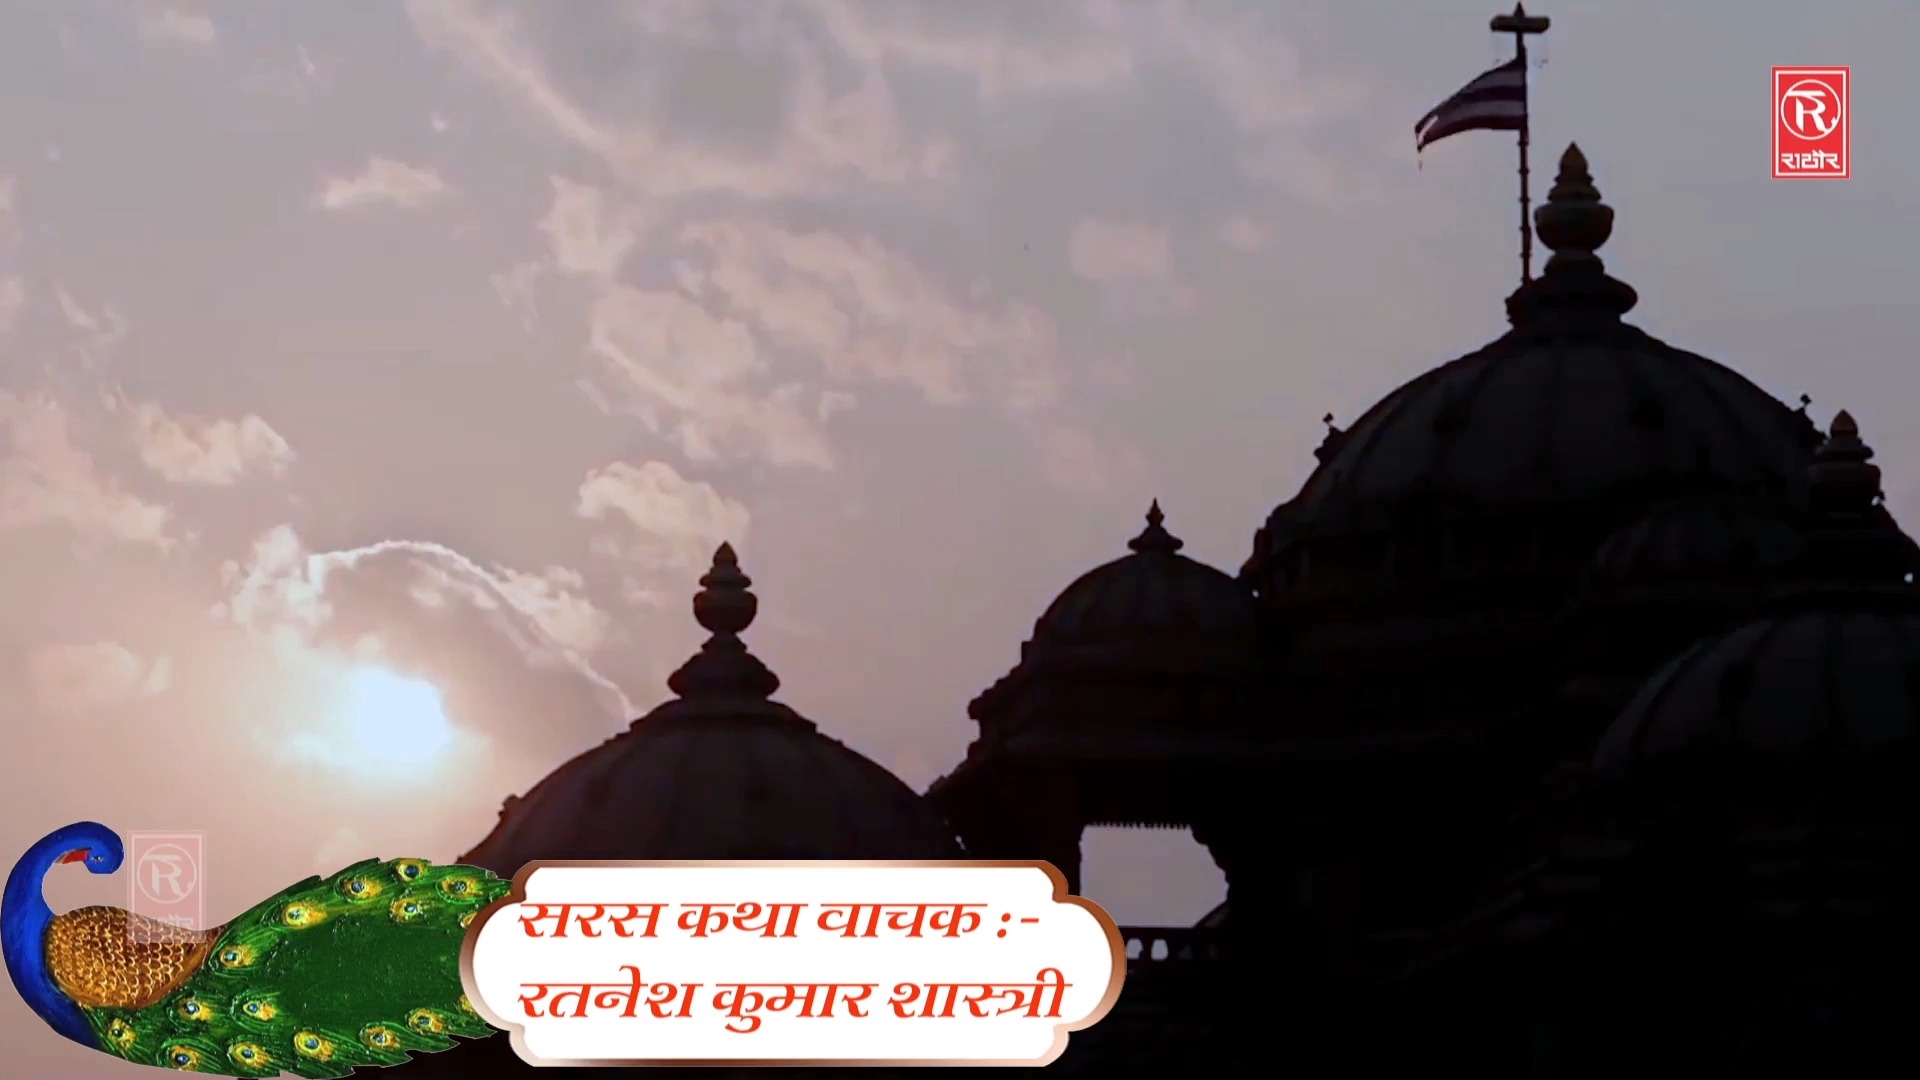 राठौर
सरस कथा वाचक :-
रतनेश कुमार शास्त्री
राठौर